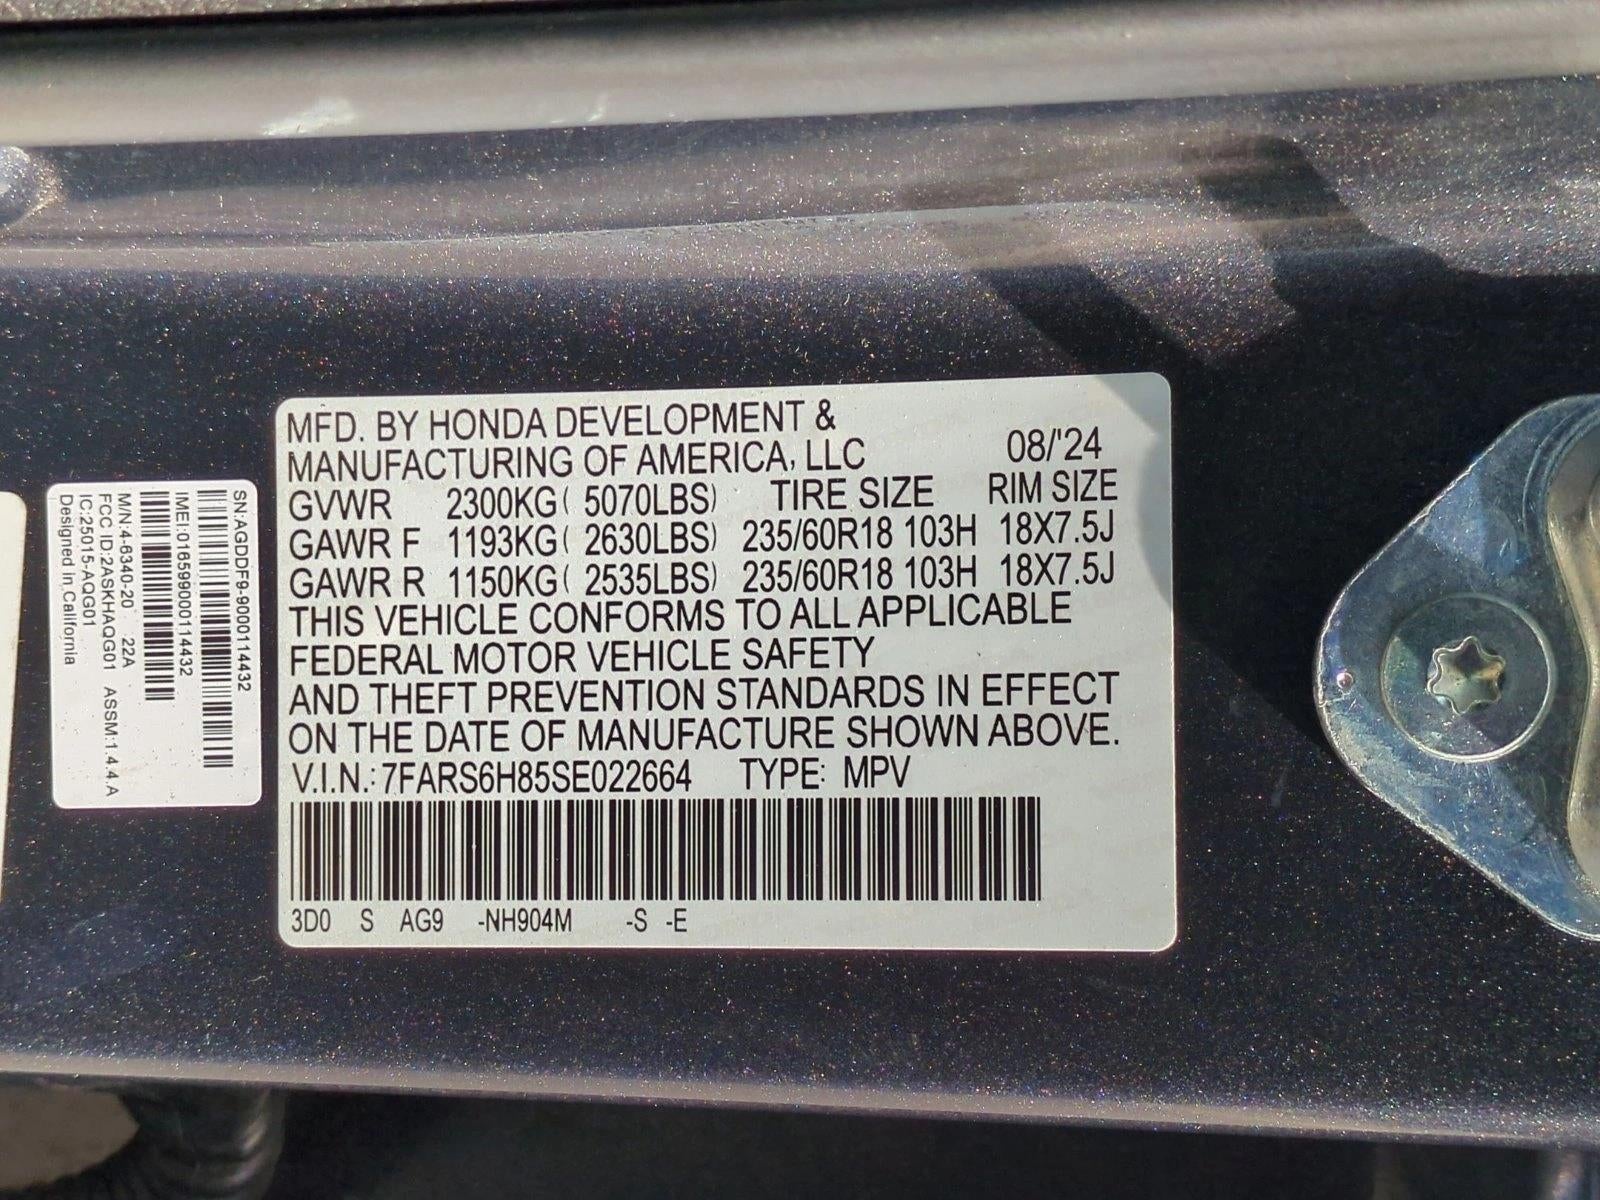 MFD. BY HONDA DEVELOPMENT &
MANUFACTURING OF AMERICA, LLC 08/'24
GVWR 2300KG( 5070LBS) TIRE SIZE RIM SIZE
GAWR F 1193KG( 2630LBS) 235/60R18 103H 18X7.5J
GAWR R 1150KG( 2535LBS) 235/60R18 103H 18X7.5J
THIS VEHICLE CONFORMS TO ALL APPLICABLE
FEDERAL MOTOR VEHICLE SAFETY
AND THEFT PREVENTION STANDARDS IN EFFECT
ON THE DATE OF MANUFACTURE SHOWN ABOVE.
V.I.N.: 7FARS6H85SE022664 TYPE: MPV
3D0 S AG9 -NH904M -S -E
SN:AGDDDF9-9000114432
IMEI:016599000114432
M/N:4-6340-20 22A
FCC ID:2ASKHAQG01 ASSM:1.4.4.A
IC:25015-AQG01
Designed in California